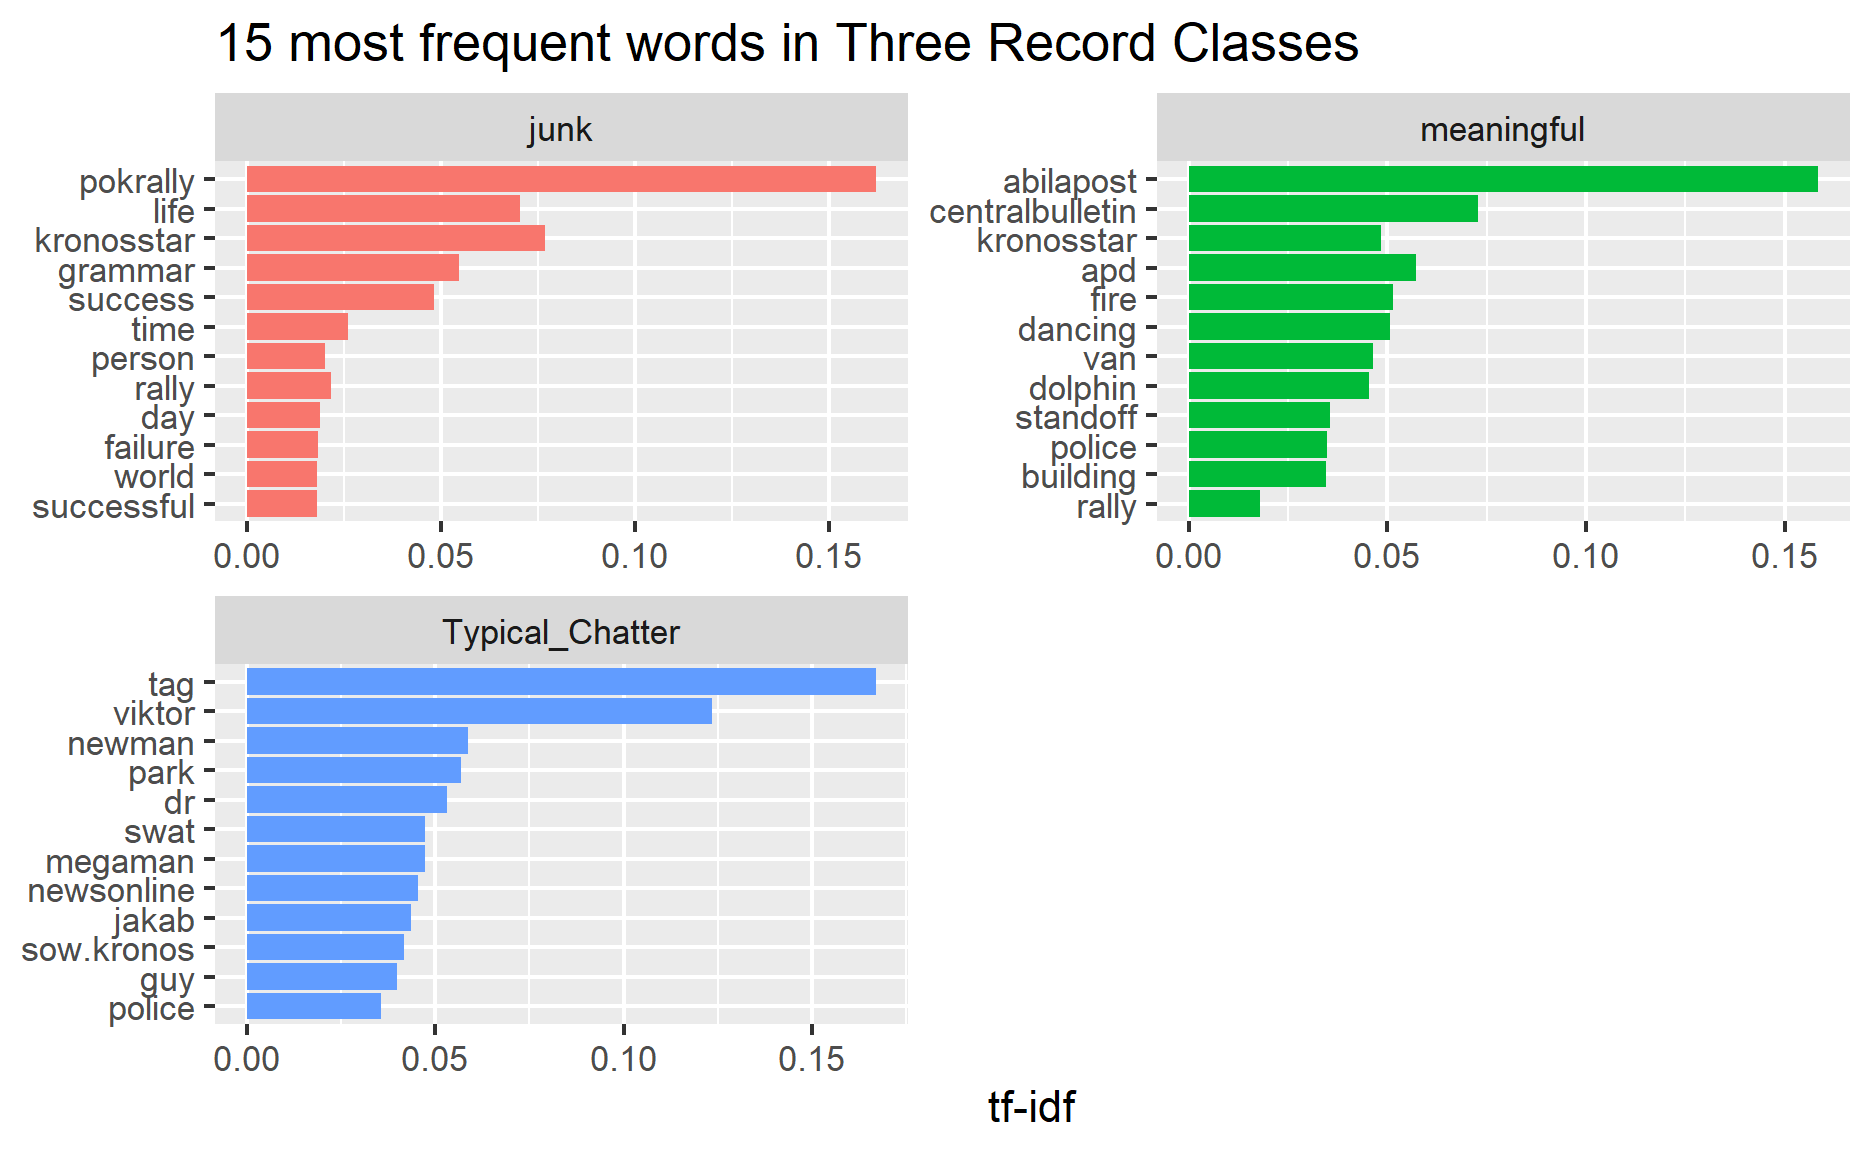 15 most frequent words in Three Record Classes
junk
pokrally
life
kronosstar
grammar
success
time
person
rally
day
failure
world
successful
0.00 0.05 0.10 0.15
meaningful
abilapost
centralbulletin
kronosstar
apd
fire
dancing
van
dolphin
standoff
police
building
rally
0.00 0.05 0.10 0.15
Typical_Chatter
tag
viktor
newman
park
dr
swat
megaman
newsonline
jakab
sow.kronos
guy
police
0.00 0.05 0.10 0.15
tf-idf